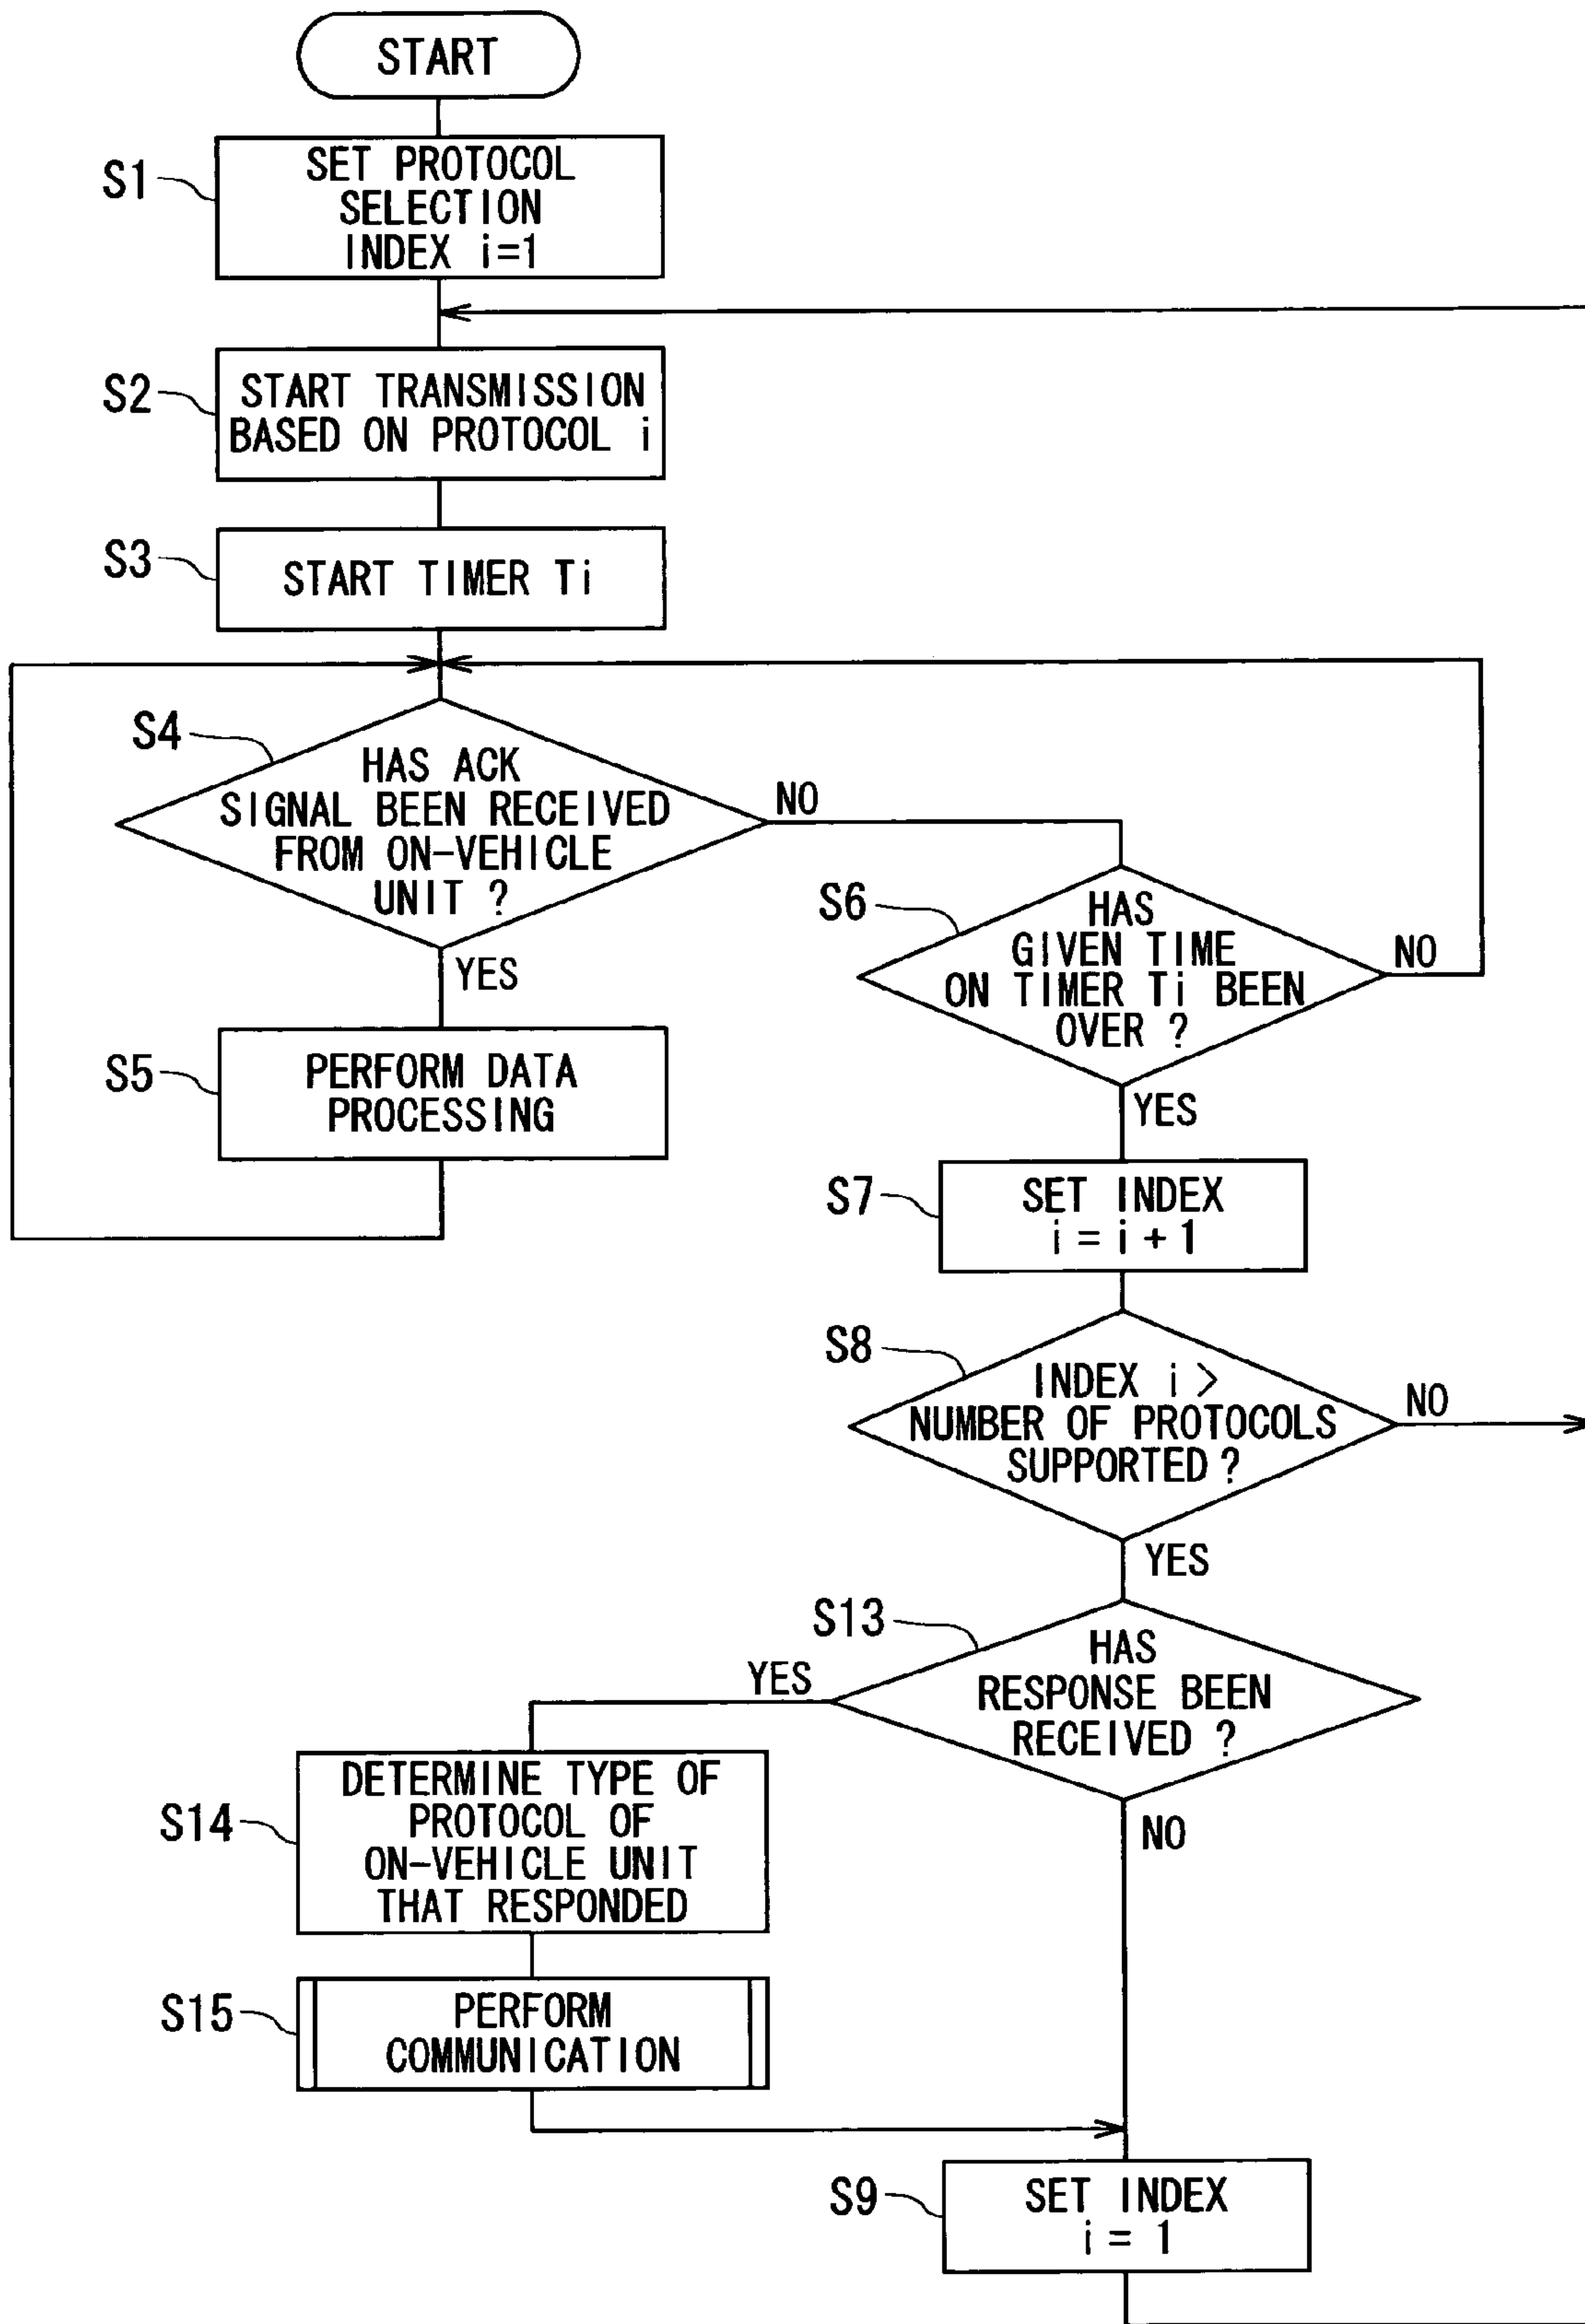 START
S1
SET PROTOCOL
SELECTION
INDEX i=1
S2
START TRANSMISSION
BASED ON PROTOCOL i
S3
START TIMER Ti
S4
HAS ACK
SIGNAL BEEN RECEIVED
FROM ON-VEHICLE
UNIT ?
NO
YES
S5
PERFORM DATA
PROCESSING
S6
HAS
GIVEN TIME
ON TIMER Ti BEEN
OVER ?
NO
YES
S7
SET INDEX
i = i + 1
S8
INDEX i >
NUMBER OF PROTOCOLS
SUPPORTED ?
NO
YES
S13
HAS
RESPONSE BEEN
RECEIVED ?
YES
NO
S14
DETERMINE TYPE OF
PROTOCOL OF
ON-VEHICLE UNIT
THAT RESPONDED
S15
PERFORM
COMMUNICATION
S9
SET INDEX
i = 1